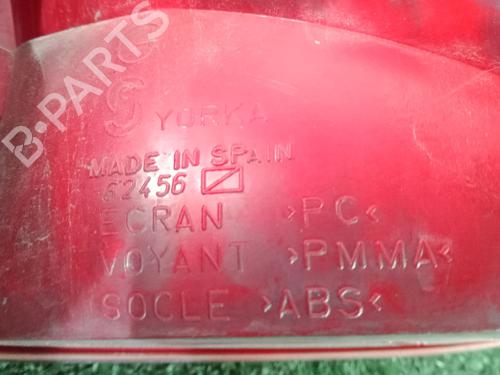 B-PARTS
YORKA
MADE IN SPAIN
62456
ECRAN >PC<
VOYANT >PMMA<
SOCLE >ABS<